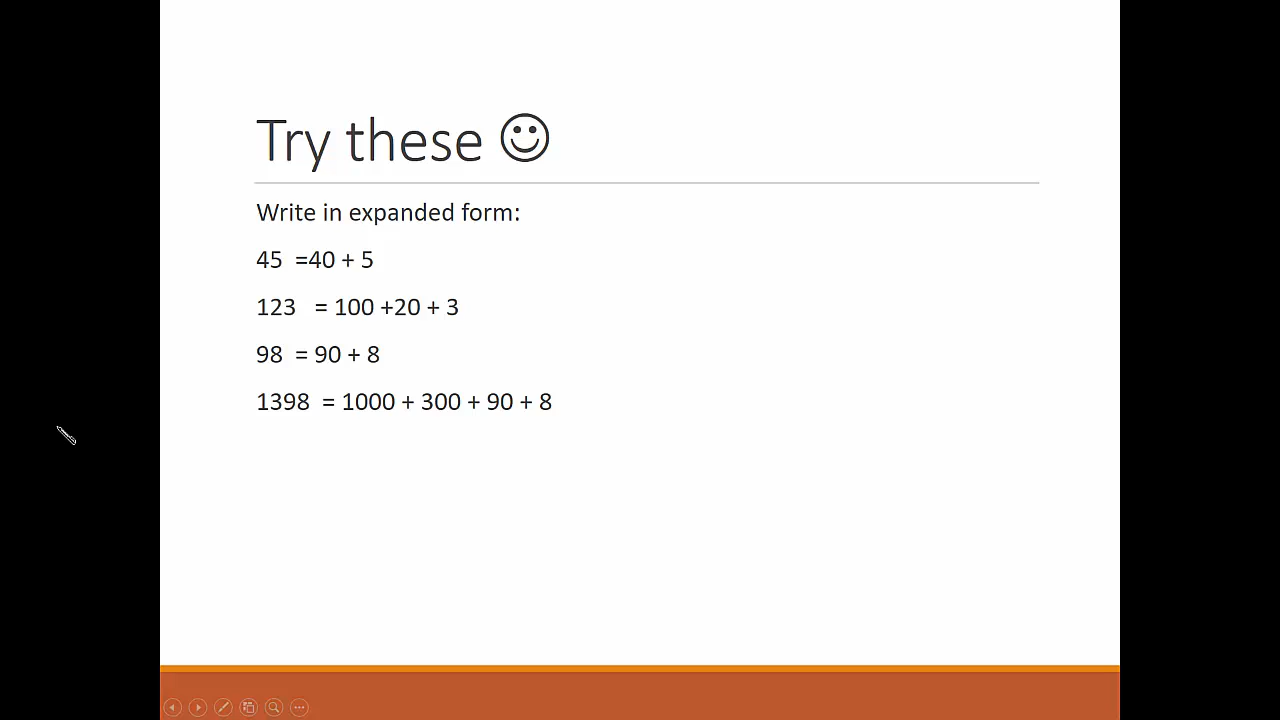 Try these ☺
Write in expanded form:
45  =40 + 5
123   = 100 +20 + 3
98  = 90 + 8
1398  = 1000 + 300 + 90 + 8